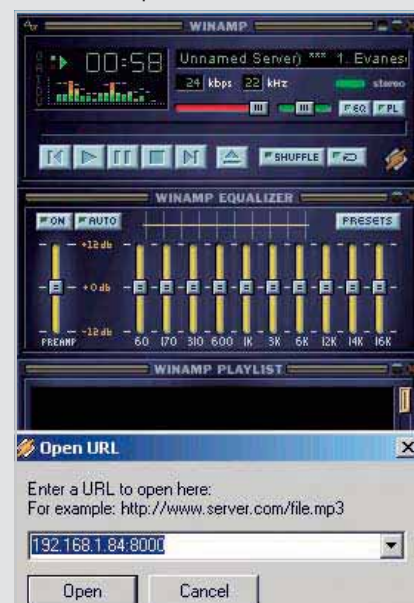 WINAMP
00:58
Unnamed Server) *** 1. Evanes
24 kbps 22 kHz stereo
EQ PL
SHUFFLE
WINAMP EQUALIZER
ON AUTO PRESETS
+12 db
+0 db
-12 db
PREAMP 60 170 310 600 1K 3K 6K 12K 14K 16K
WINAMP PLAYLIST
Open URL
Enter a URL to open here:
For example: http://www.server.com/file.mp3
192.168.1.84:8000
Open Cancel